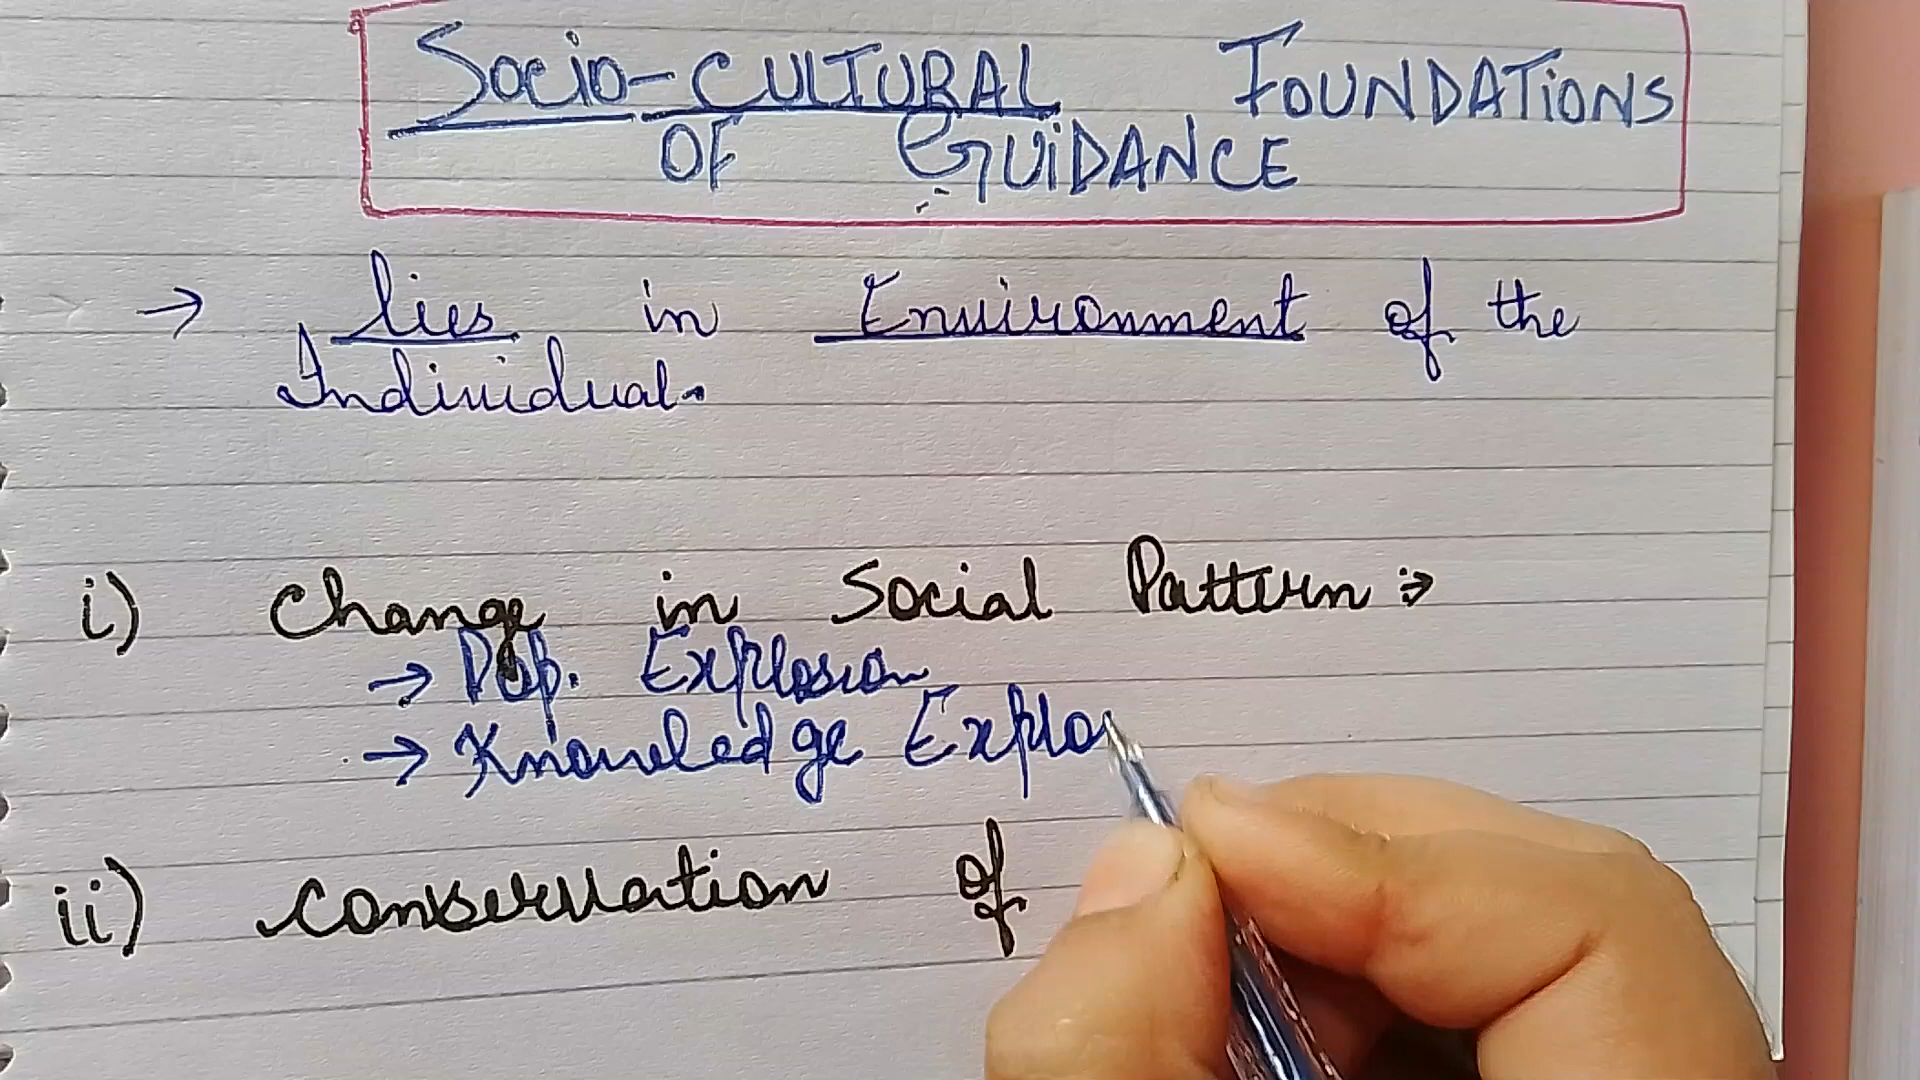 Socio-CULTURAL FOUNDATIONS
OF GUIDANCE
→ lies in Environment of the
Individual.
i) Change in Social Pattern :→
→ Pop. Explosion
→ Knowledge Explo
ii) Conservation of